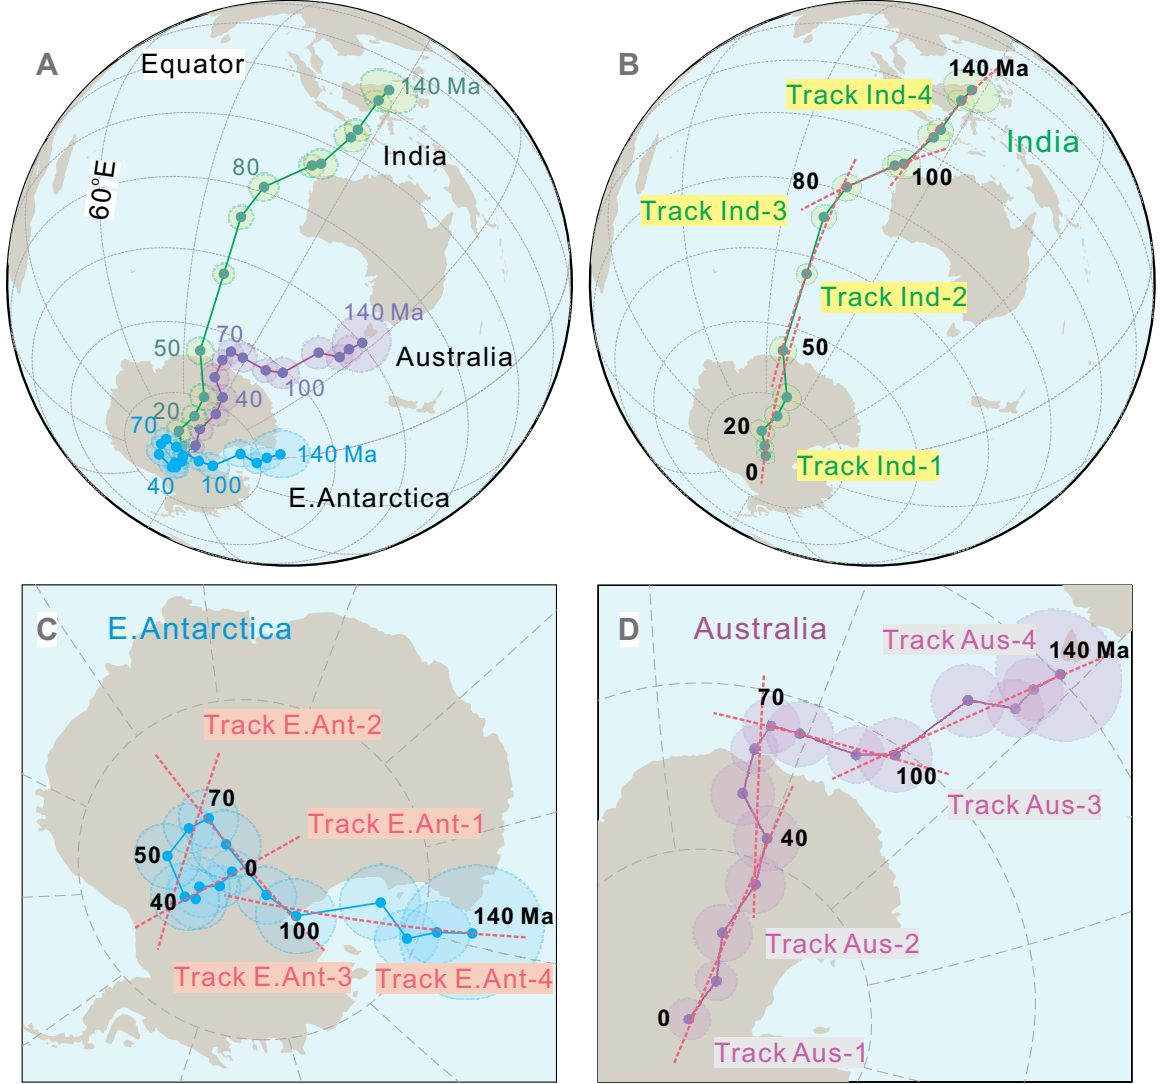 A
Equator
140 Ma
India
80
60°E
140 Ma
70
50
Australia
100
40
20
70
140 Ma
100
40
E.Antarctica
B
140 Ma
Track Ind-4
India
100
80
Track Ind-3
Track Ind-2
50
20
Track Ind-1
0
C
E.Antarctica
Track E.Ant-2
70
Track E.Ant-1
50
0
40
140 Ma
100
Track E.Ant-3
Track E.Ant-4
D
Australia
Track Aus-4
140 Ma
70
100
Track Aus-3
40
Track Aus-2
0
Track Aus-1